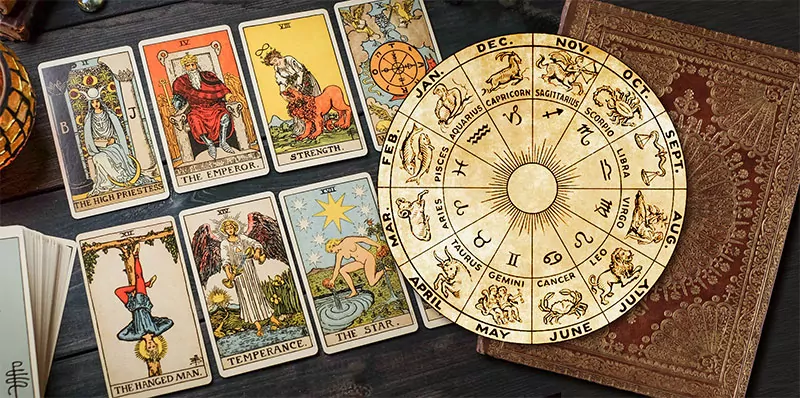 II
B J
THE HIGH PRIESTESS
IV
THE EMPEROR.
VIII
STRENGTH.
XII
THE HANGED MAN.
XIV
TEMPERANCE.
XVII
THE STAR.
JAN.
DEC.
NOV.
OCT.
SEPT.
AUG
JULY
JUNE
MAY
APRIL
MAR.
FEB.
AQUARIUS
CAPRICORN
SAGITTARIUS
SCORPIO
LIBRA
VIRGO
LEO
CANCER
GEMINI
TAURUS
ARIES
PISCES